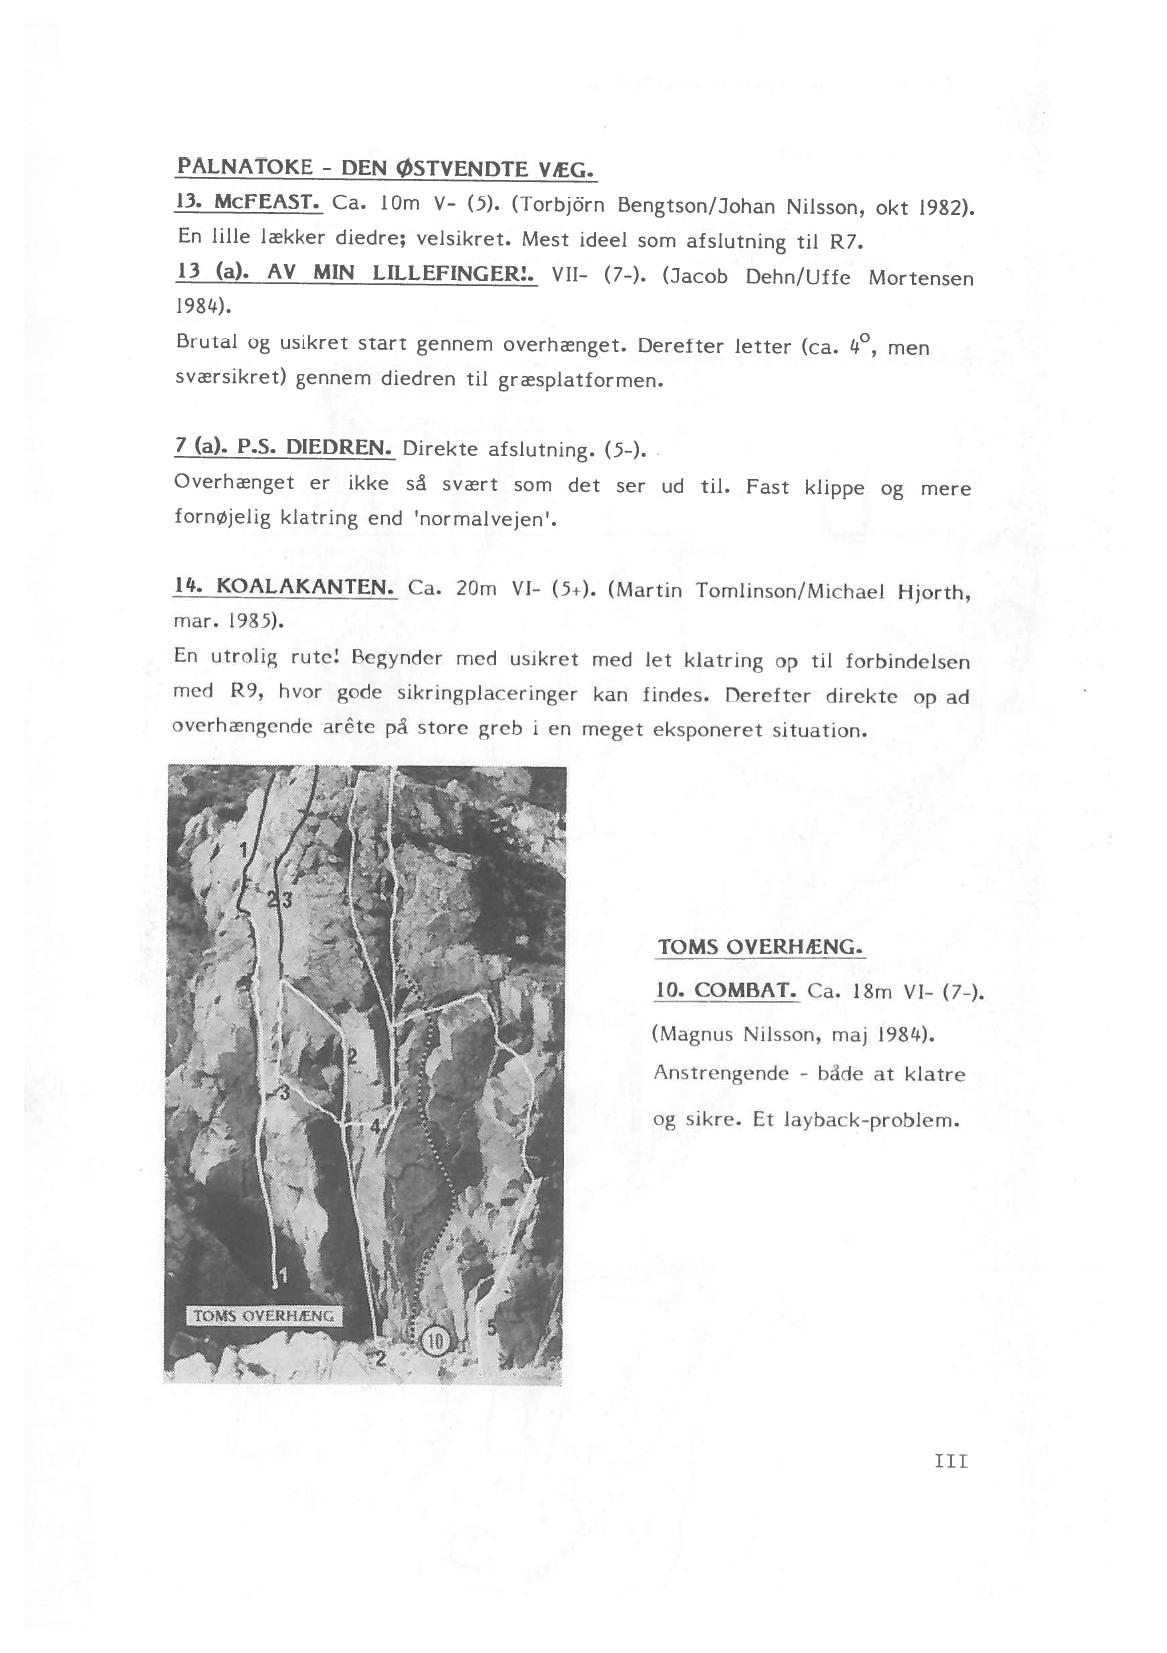 PALNATOKE - DEN ØSTVENDTE VÆG.
13. McFEAST. Ca. 10m V- (5). (Torbjörn Bengtson/Johan Nilsson, okt 1982).
En lille lækker diedre; velsikret. Mest ideel som afslutning til R7.
13 (a). AV MIN LILLEFINGER!. VII- (7-). (Jacob Dehn/Uffe Mortensen
1984).
Brutal og usikret start gennem overhænget. Derefter letter (ca. 4°, men
sværsikret) gennem diedren til græsplatformen.
7 (a). P.S. DIEDREN. Direkte afslutning. (5-).
Overhænget er ikke så svært som det ser ud til. Fast klippe og mere
fornøjelig klatring end 'normalvejen'.
14. KOALAKANTEN. Ca. 20m VI- (5+). (Martin Tomlinson/Michael Hjorth,
mar. 1985).
En utrolig rute! Begynder med usikret med let klatring op til forbindelsen
med R9, hvor gode sikringplaceringer kan findes. Derefter direkte op ad
overhængende arête på store greb i en meget eksponeret situation.
1
2 3
2
3
4
1
TOMS OVERHÆNG
10
5
2
TOMS OVERHÆNG.
10. COMBAT. Ca. 18m VI- (7-).
(Magnus Nilsson, maj 1984).
Anstrengende - både at klatre
og sikre. Et layback-problem.
III